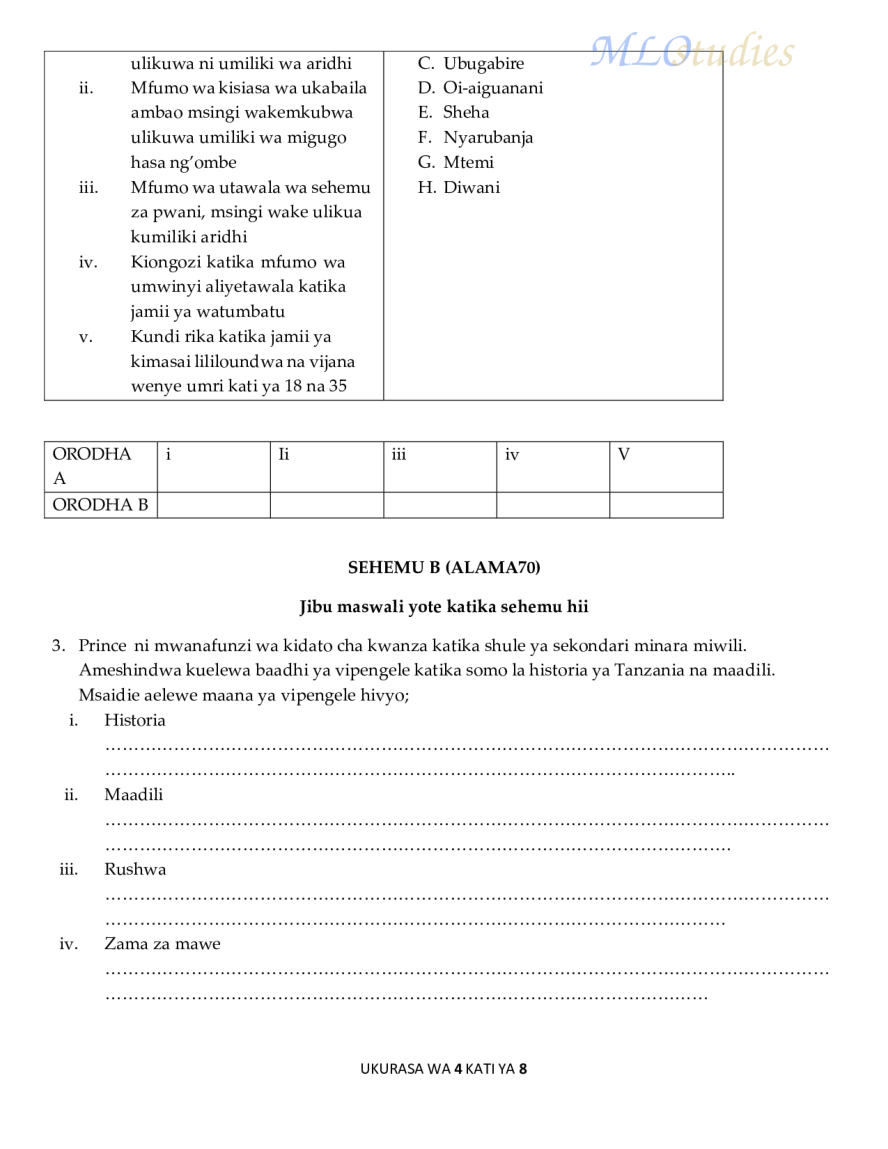 MLOstudies
ulikuwa ni umiliki wa aridhi
ii. Mfumo wa kisiasa wa ukabaila
ambao msingi wakemkubwa
ulikuwa umiliki wa migugo
hasa ng’ombe
iii. Mfumo wa utawala wa sehemu
za pwani, msingi wake ulikua
kumiliki aridhi
iv. Kiongozi katika mfumo wa
umwinyi aliyetawala katika
jamii ya watumbatu
v. Kundi rika katika jamii ya
kimasai lililoundwa na vijana
wenye umri kati ya 18 na 35
C. Ubugabire
D. Oi-aiguanani
E. Sheha
F. Nyarubanja
G. Mtemi
H. Diwani
ORODHA A i Ii iii iv V
ORODHA B
SEHEMU B (ALAMA70)
Jibu maswali yote katika sehemu hii
3. Prince ni mwanafunzi wa kidato cha kwanza katika shule ya sekondari minara miwili.
Ameshindwa kuelewa baadhi ya vipengele katika somo la historia ya Tanzania na maadili.
Msaidie aelewe maana ya vipengele hivyo;
i. Historia
ii. Maadili
iii. Rushwa
iv. Zama za mawe
UKURASA WA 4 KATI YA 8